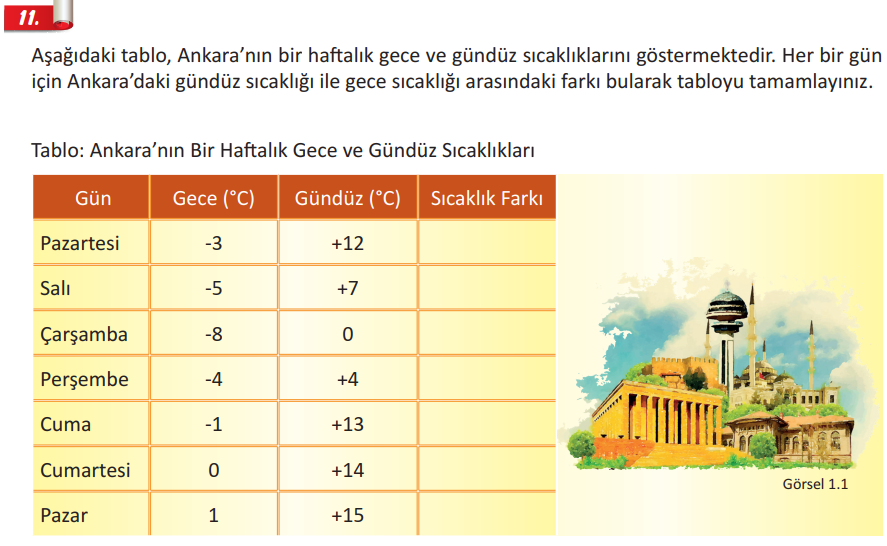 11.
Aşağıdaki tablo, Ankara’nın bir haftalık gece ve gündüz sıcaklıklarını göstermektedir. Her bir gün
için Ankara’daki gündüz sıcaklığı ile gece sıcaklığı arasındaki farkı bularak tabloyu tamamlayınız.
Tablo: Ankara’nın Bir Haftalık Gece ve Gündüz Sıcaklıkları
Gün Gece (°C) Gündüz (°C) Sıcaklık Farkı
Pazartesi -3 +12
Salı -5 +7
Çarşamba -8 0
Perşembe -4 +4
Cuma -1 +13
Cumartesi 0 +14
Pazar 1 +15
Görsel 1.1